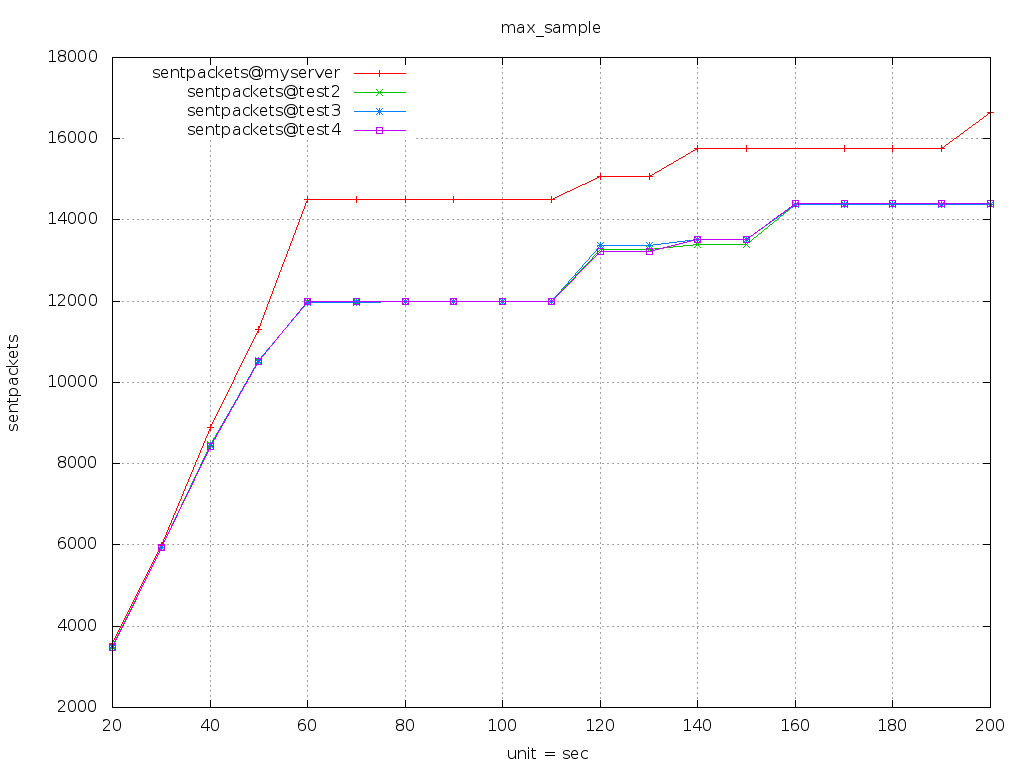 max_sample
18000
16000
14000
12000
10000
8000
6000
4000
2000
sentpackets@myserver
sentpackets@test2
sentpackets@test3
sentpackets@test4
sentpackets
20 40 60 80 100 120 140 160 180 200
unit = sec